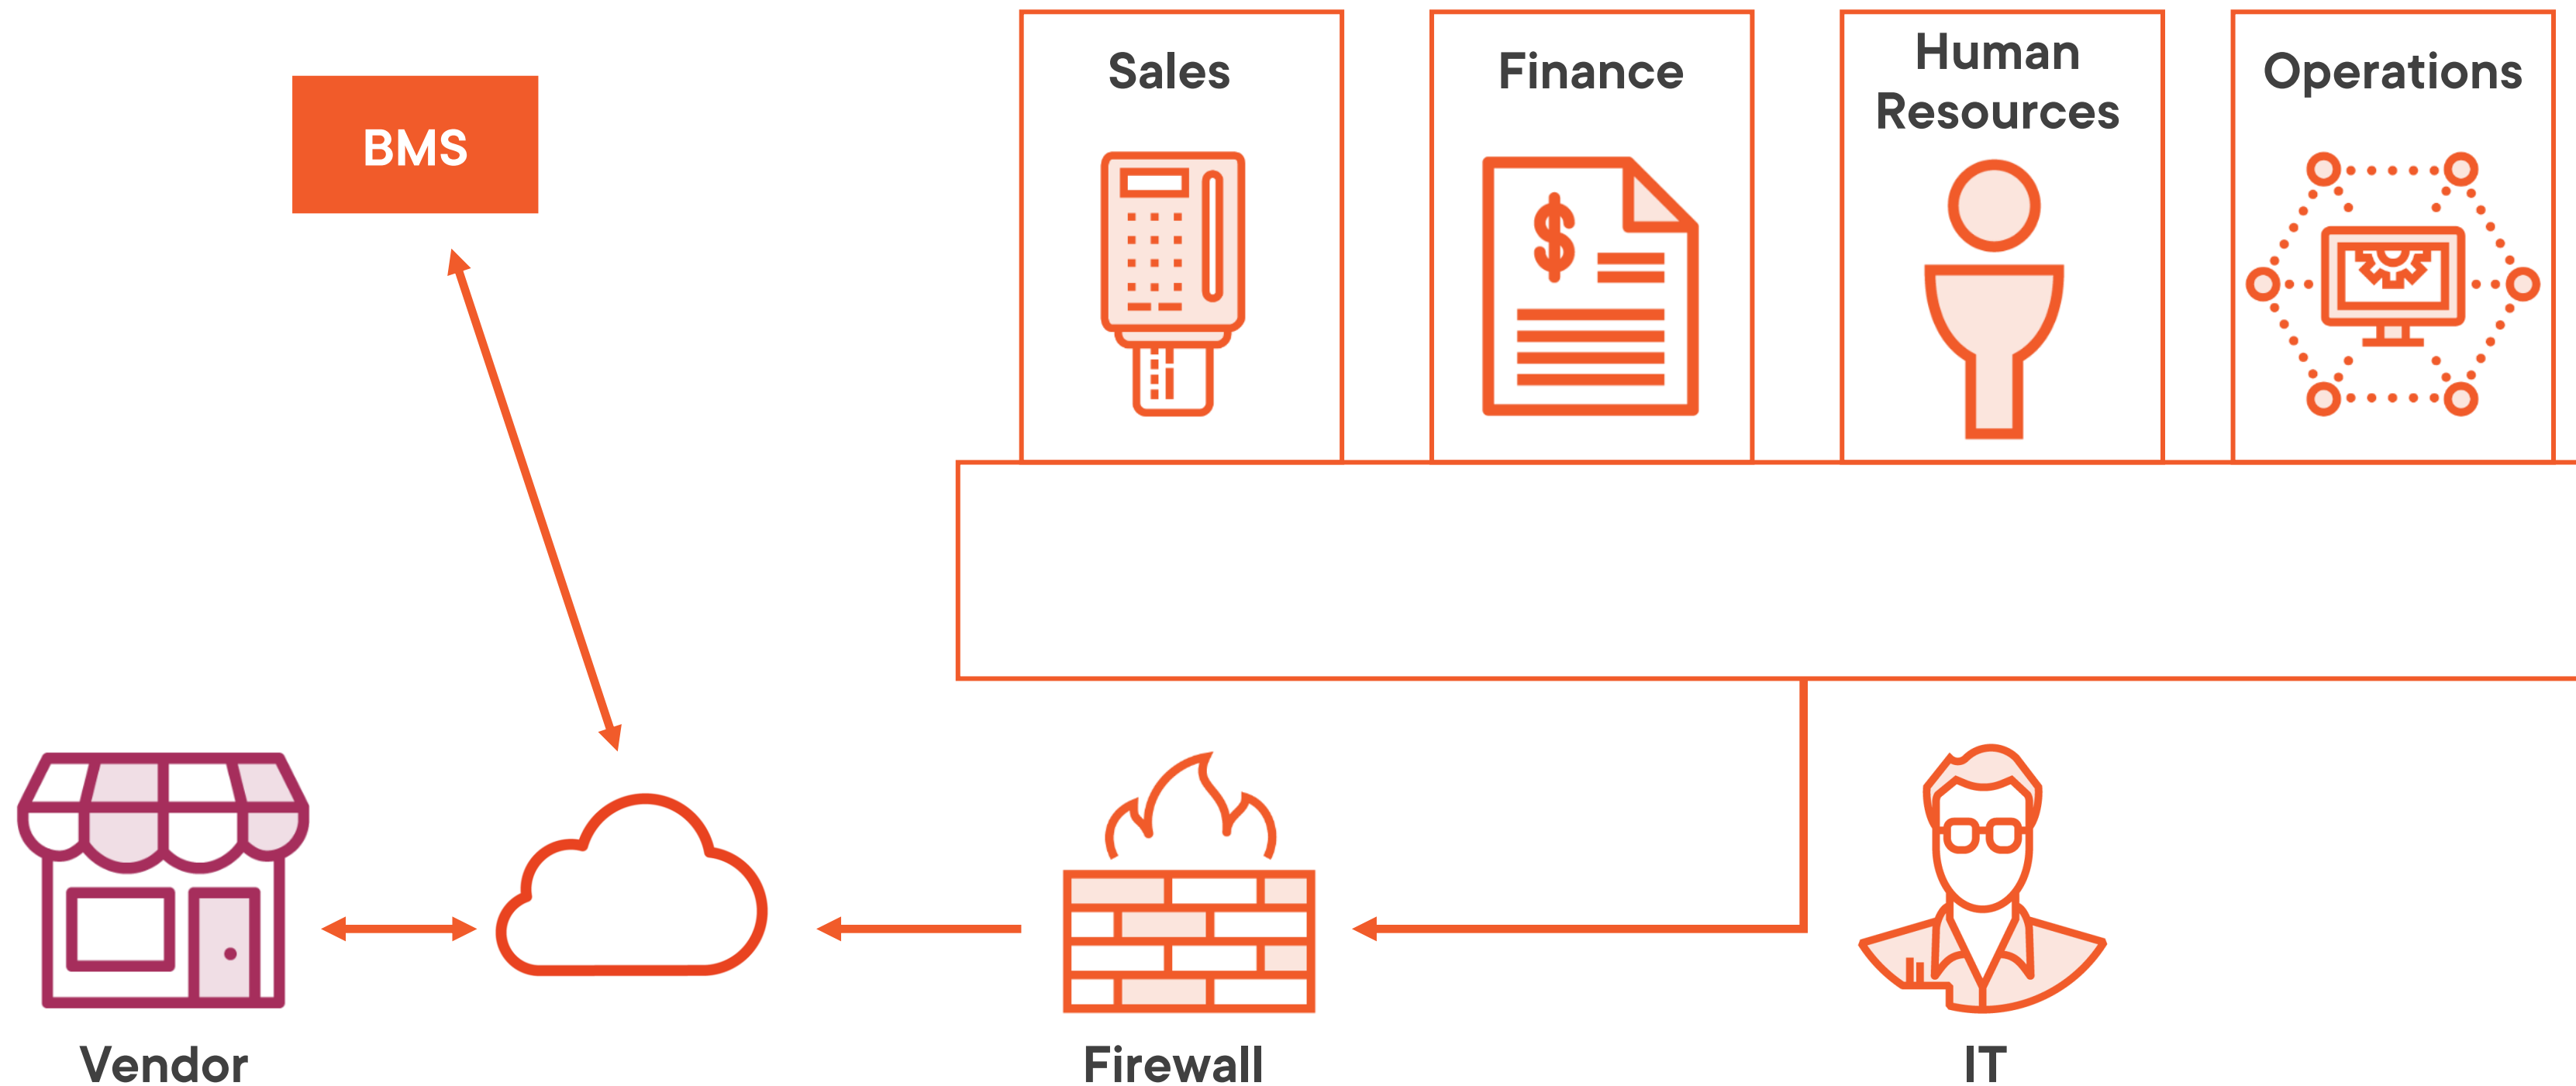 BMS
Sales
Finance
Human
Resources
Operations
Vendor
Firewall
IT